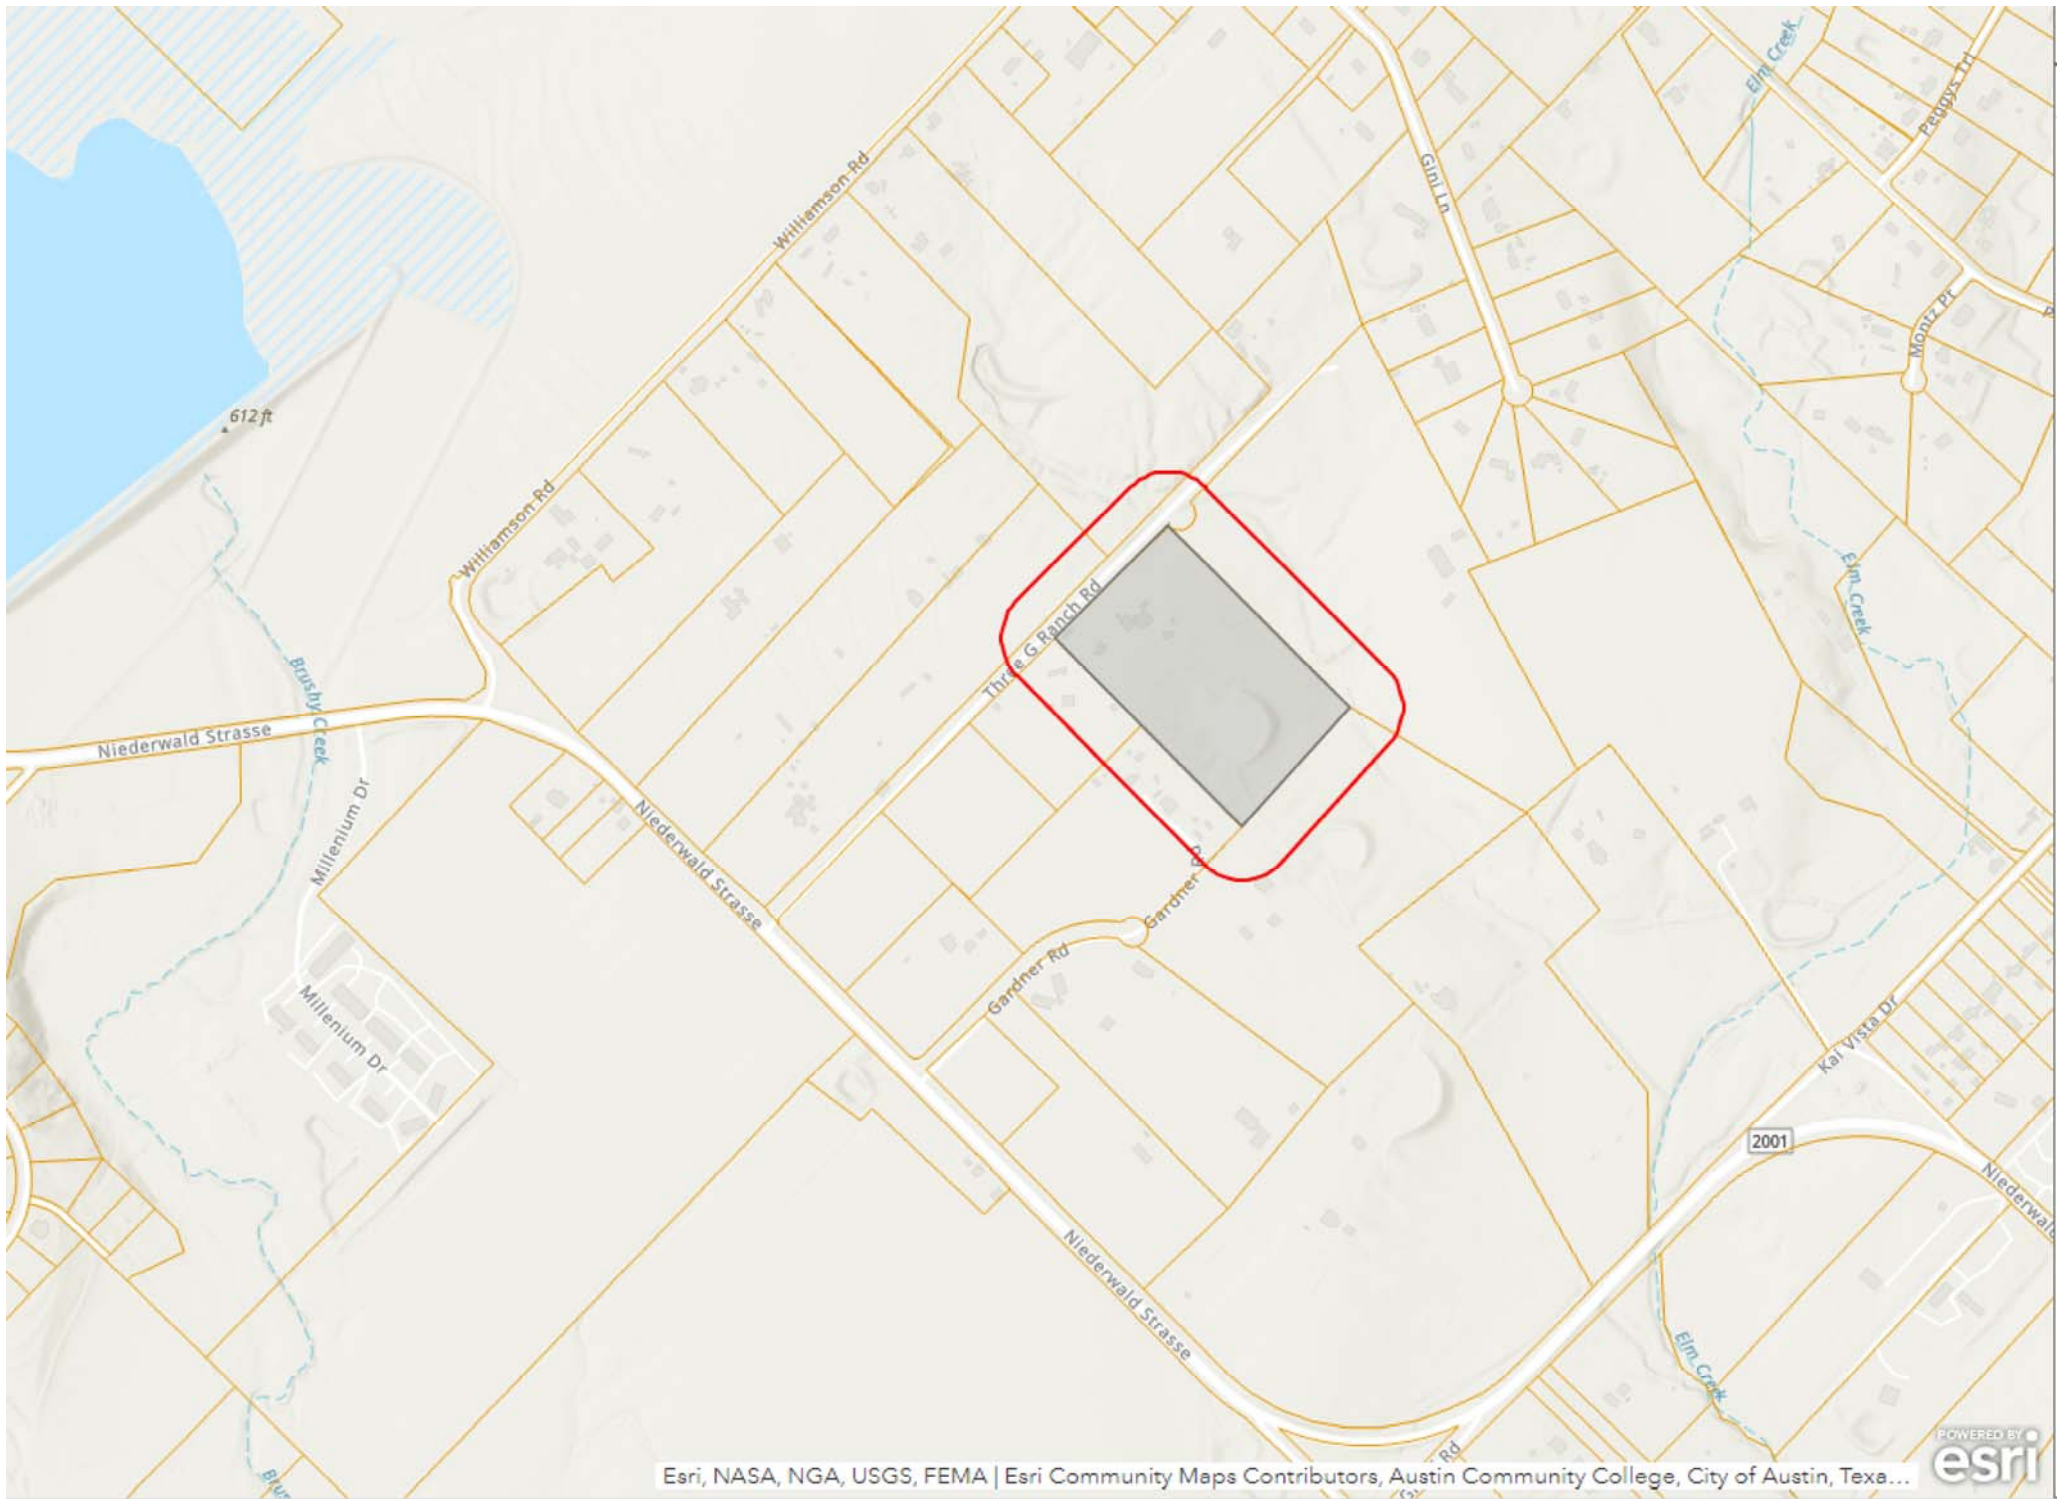 Elm Creek
Peggys Trl
Williamson Rd
Gini Ln
Montz Pt
612 ft
Williamson Rd
Elm Creek
Three G Ranch Rd
Brushy Creek
Niederwald Strasse
Millenium Dr
Niederwald Strasse
Gardner Rd
Gardner Rd
Millenium Dr
Kai Vista Dr
2001
Niederwald
Niederwald Strasse
Elm Creek
Rd
Esri, NASA, NGA, USGS, FEMA | Esri Community Maps Contributors, Austin Community College, City of Austin, Texa...
POWERED BY
esri